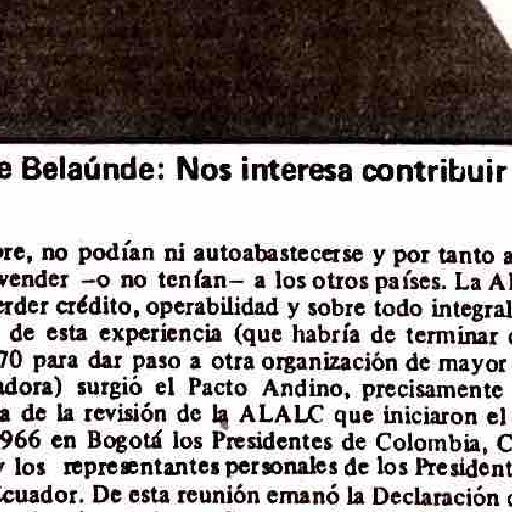 e Belaúnde: Nos interesa contribuir
bre, no podían ni autoabastecerse y por tanto a
vender —o no tenían— a los otros países. La Al
erder crédito, operabilidad y sobre todo integral
de esta experiencia (que habría de terminar
70 para dar paso a otra organización de mayor
adora) surgió el Pacto Andino, precisamente
a de la revisión de la ALALC que iniciaron el
966 en Bogotá los Presidentes de Colombia, C
y los representantes personales de los President
Ecuador. De esta reunión emanó la Declaración